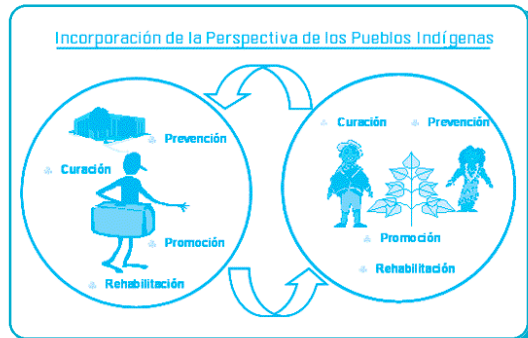 Incorporación de la Perspectiva de los Pueblos Indígenas
Prevención
Curación
Promoción
Rehabilitación
Curación
Prevención
Promoción
Rehabilitación